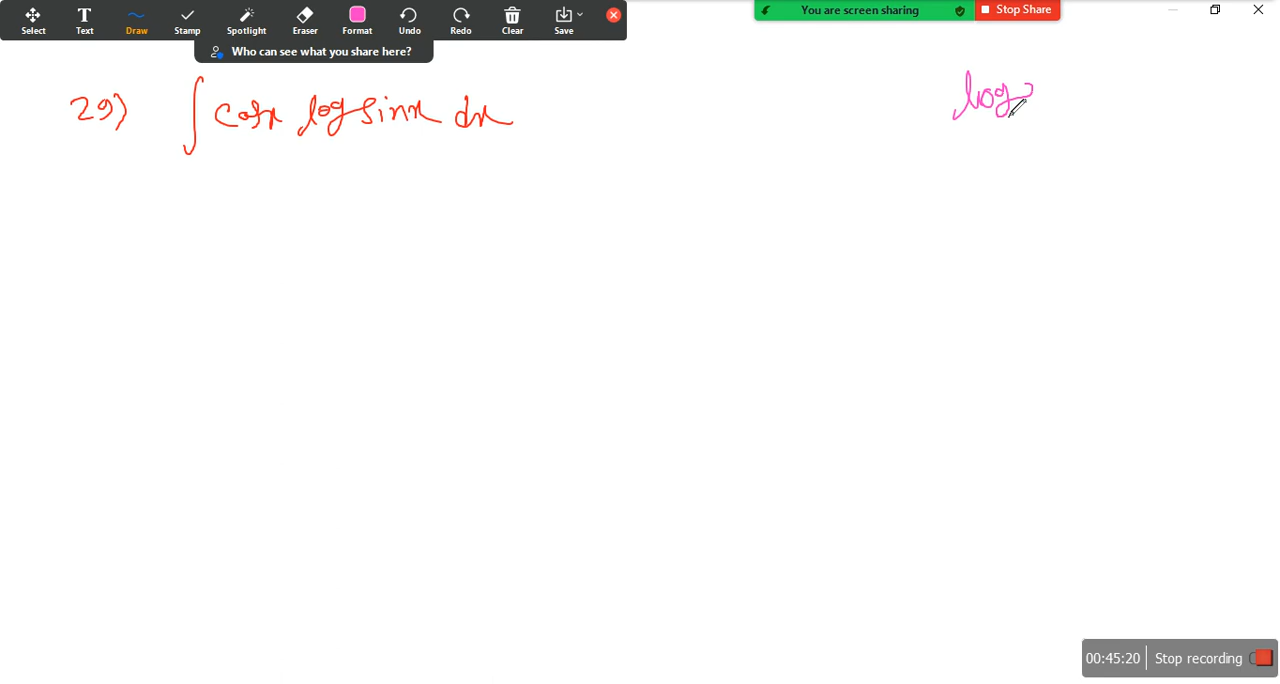 Select Text Draw Stamp Spotlight Eraser Format Undo Redo Clear Save
You are screen sharing Stop Share
Who can see what you share here?
29) ∫ cosx log sinx dx
log
00:45:20 Stop recording